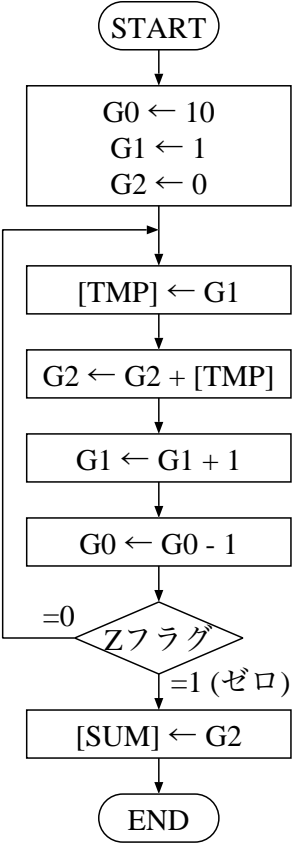 START
G0 ← 10
G1 ← 1
G2 ← 0
[TMP] ← G1
G2 ← G2 + [TMP]
G1 ← G1 + 1
G0 ← G0 - 1
=0
Zフラグ
=1 (ゼロ)
[SUM] ← G2
END